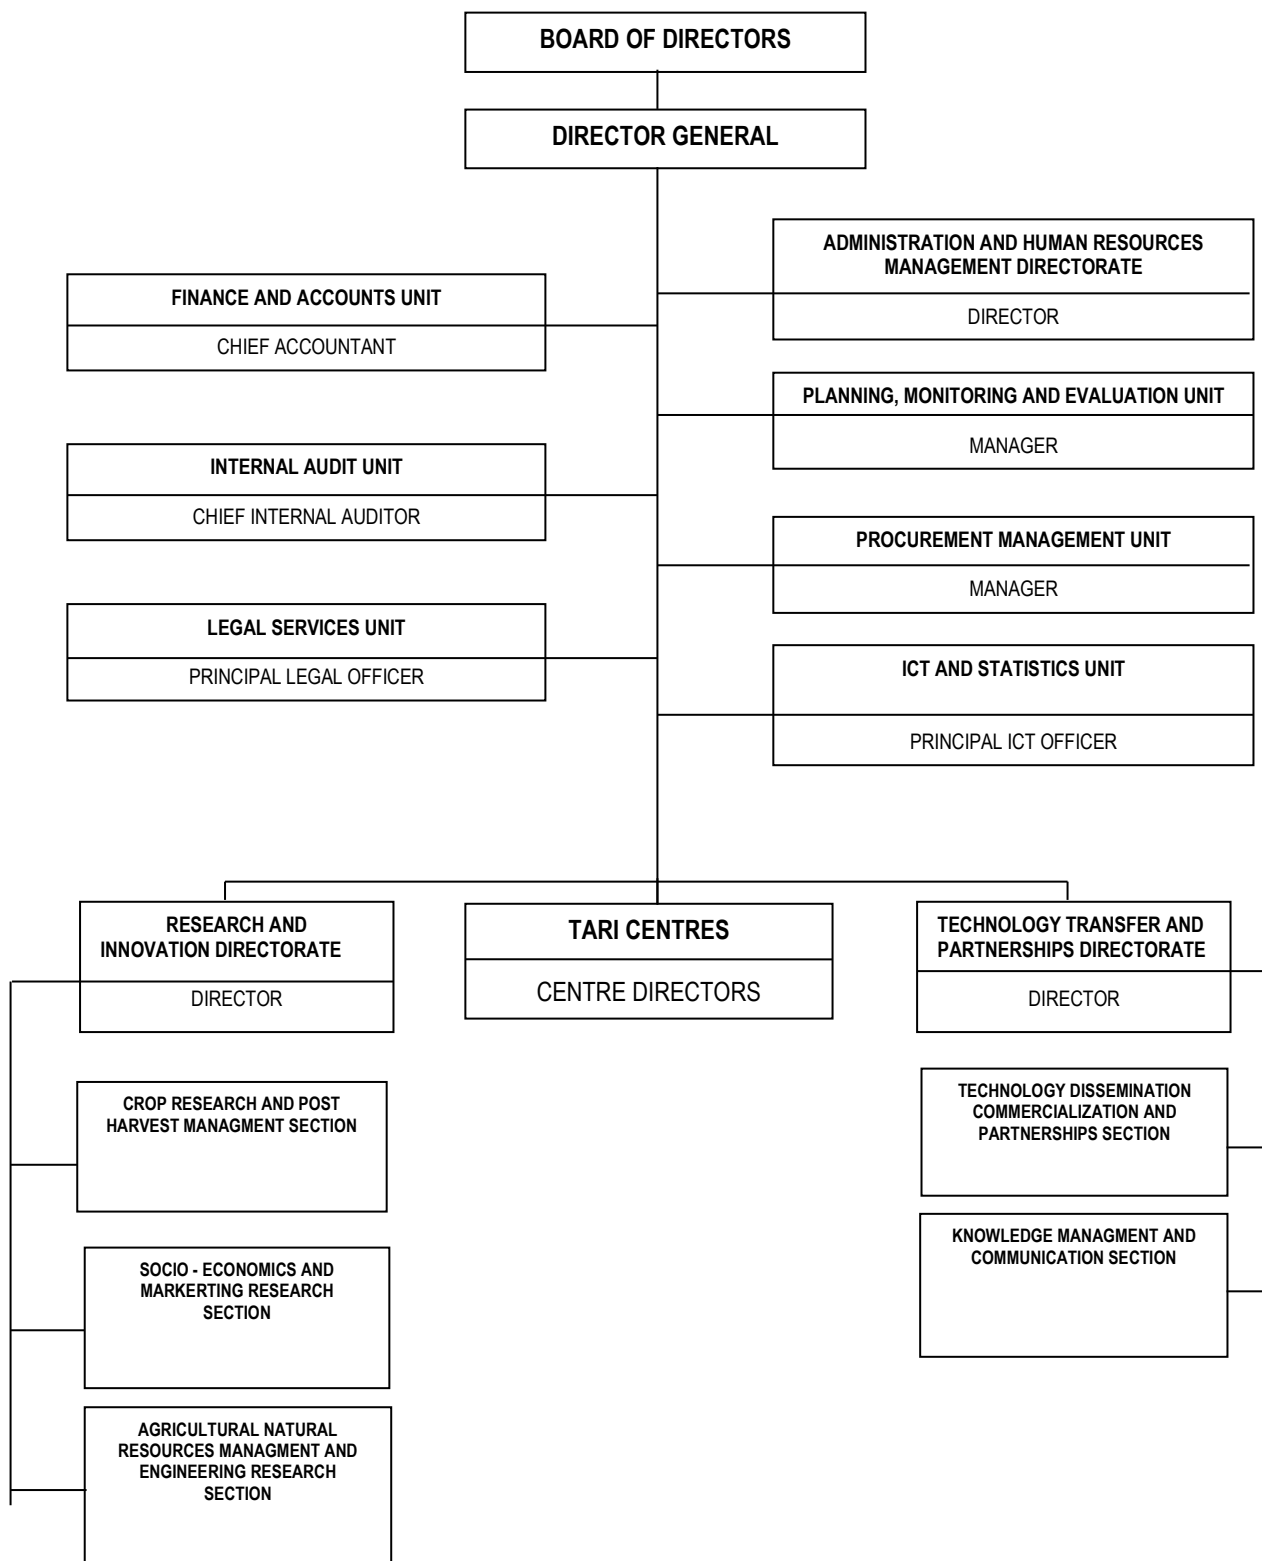 BOARD OF DIRECTORS
DIRECTOR GENERAL
ADMINISTRATION AND HUMAN RESOURCES
MANAGEMENT DIRECTORATE
DIRECTOR
FINANCE AND ACCOUNTS UNIT
CHIEF ACCOUNTANT
PLANNING, MONITORING AND EVALUATION UNIT
MANAGER
INTERNAL AUDIT UNIT
CHIEF INTERNAL AUDITOR
PROCUREMENT MANAGEMENT UNIT
MANAGER
LEGAL SERVICES UNIT
PRINCIPAL LEGAL OFFICER
ICT AND STATISTICS UNIT
PRINCIPAL ICT OFFICER
RESEARCH AND
INNOVATION DIRECTORATE
DIRECTOR
TARI CENTRES
CENTRE DIRECTORS
TECHNOLOGY TRANSFER AND
PARTNERSHIPS DIRECTORATE
DIRECTOR
CROP RESEARCH AND POST
HARVEST MANAGMENT SECTION
TECHNOLOGY DISSEMINATION
COMMERCIALIZATION AND
PARTNERSHIPS SECTION
SOCIO - ECONOMICS AND
MARKERTING RESEARCH
SECTION
KNOWLEDGE MANAGMENT AND
COMMUNICATION SECTION
AGRICULTURAL NATURAL
RESOURCES MANAGMENT AND
ENGINEERING RESEARCH
SECTION